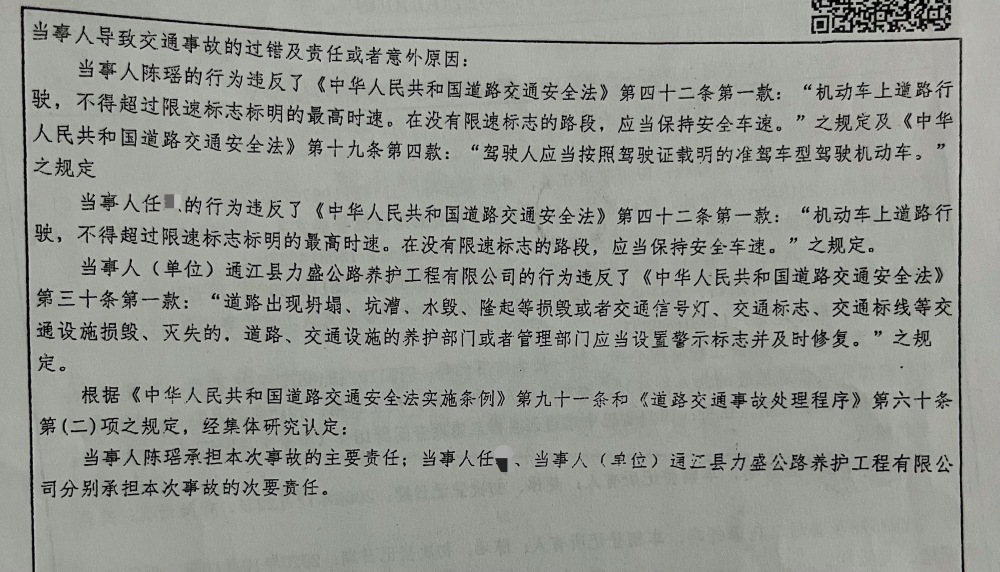 当事人导致交通事故的过错及责任或者意外原因：
当事人陈瑶的行为违反了《中华人民共和国道路交通安全法》第四十二条第一款：“机动车上道路行
驶，不得超过限速标志标明的最高时速。在没有限速标志的路段，应当保持安全车速。”之规定及《中华
人民共和国道路交通安全法》第十九条第四款：“驾驶人应当按照驾驶证载明的准驾车型驾驶机动车。”
之规定
当事人任 的行为违反了《中华人民共和国道路交通安全法》第四十二条第一款：“机动车上道路行
驶，不得超过限速标志标明的最高时速。在没有限速标志的路段，应当保持安全车速。”之规定。
当事人（单位）通江县力盛公路养护工程有限公司的行为违反了《中华人民共和国道路交通安全法》
第三十条第一款：“道路出现坍塌、坑漕、水毁、隆起等损毁或者交通信号灯、交通标志、交通标线等交
通设施损毁、灭失的，道路、交通设施的养护部门或者管理部门应当设置警示标志并及时修复。”之规
定。
根据《中华人民共和国道路交通安全法实施条例》第九十一条和《道路交通事故处理程序》第六十条
第(二)项之规定，经集体研究认定：
当事人陈瑶承担本次事故的主要责任；当事人任 、当事人（单位）通江县力盛公路养护工程有限公
司分别承担本次事故的次要责任。